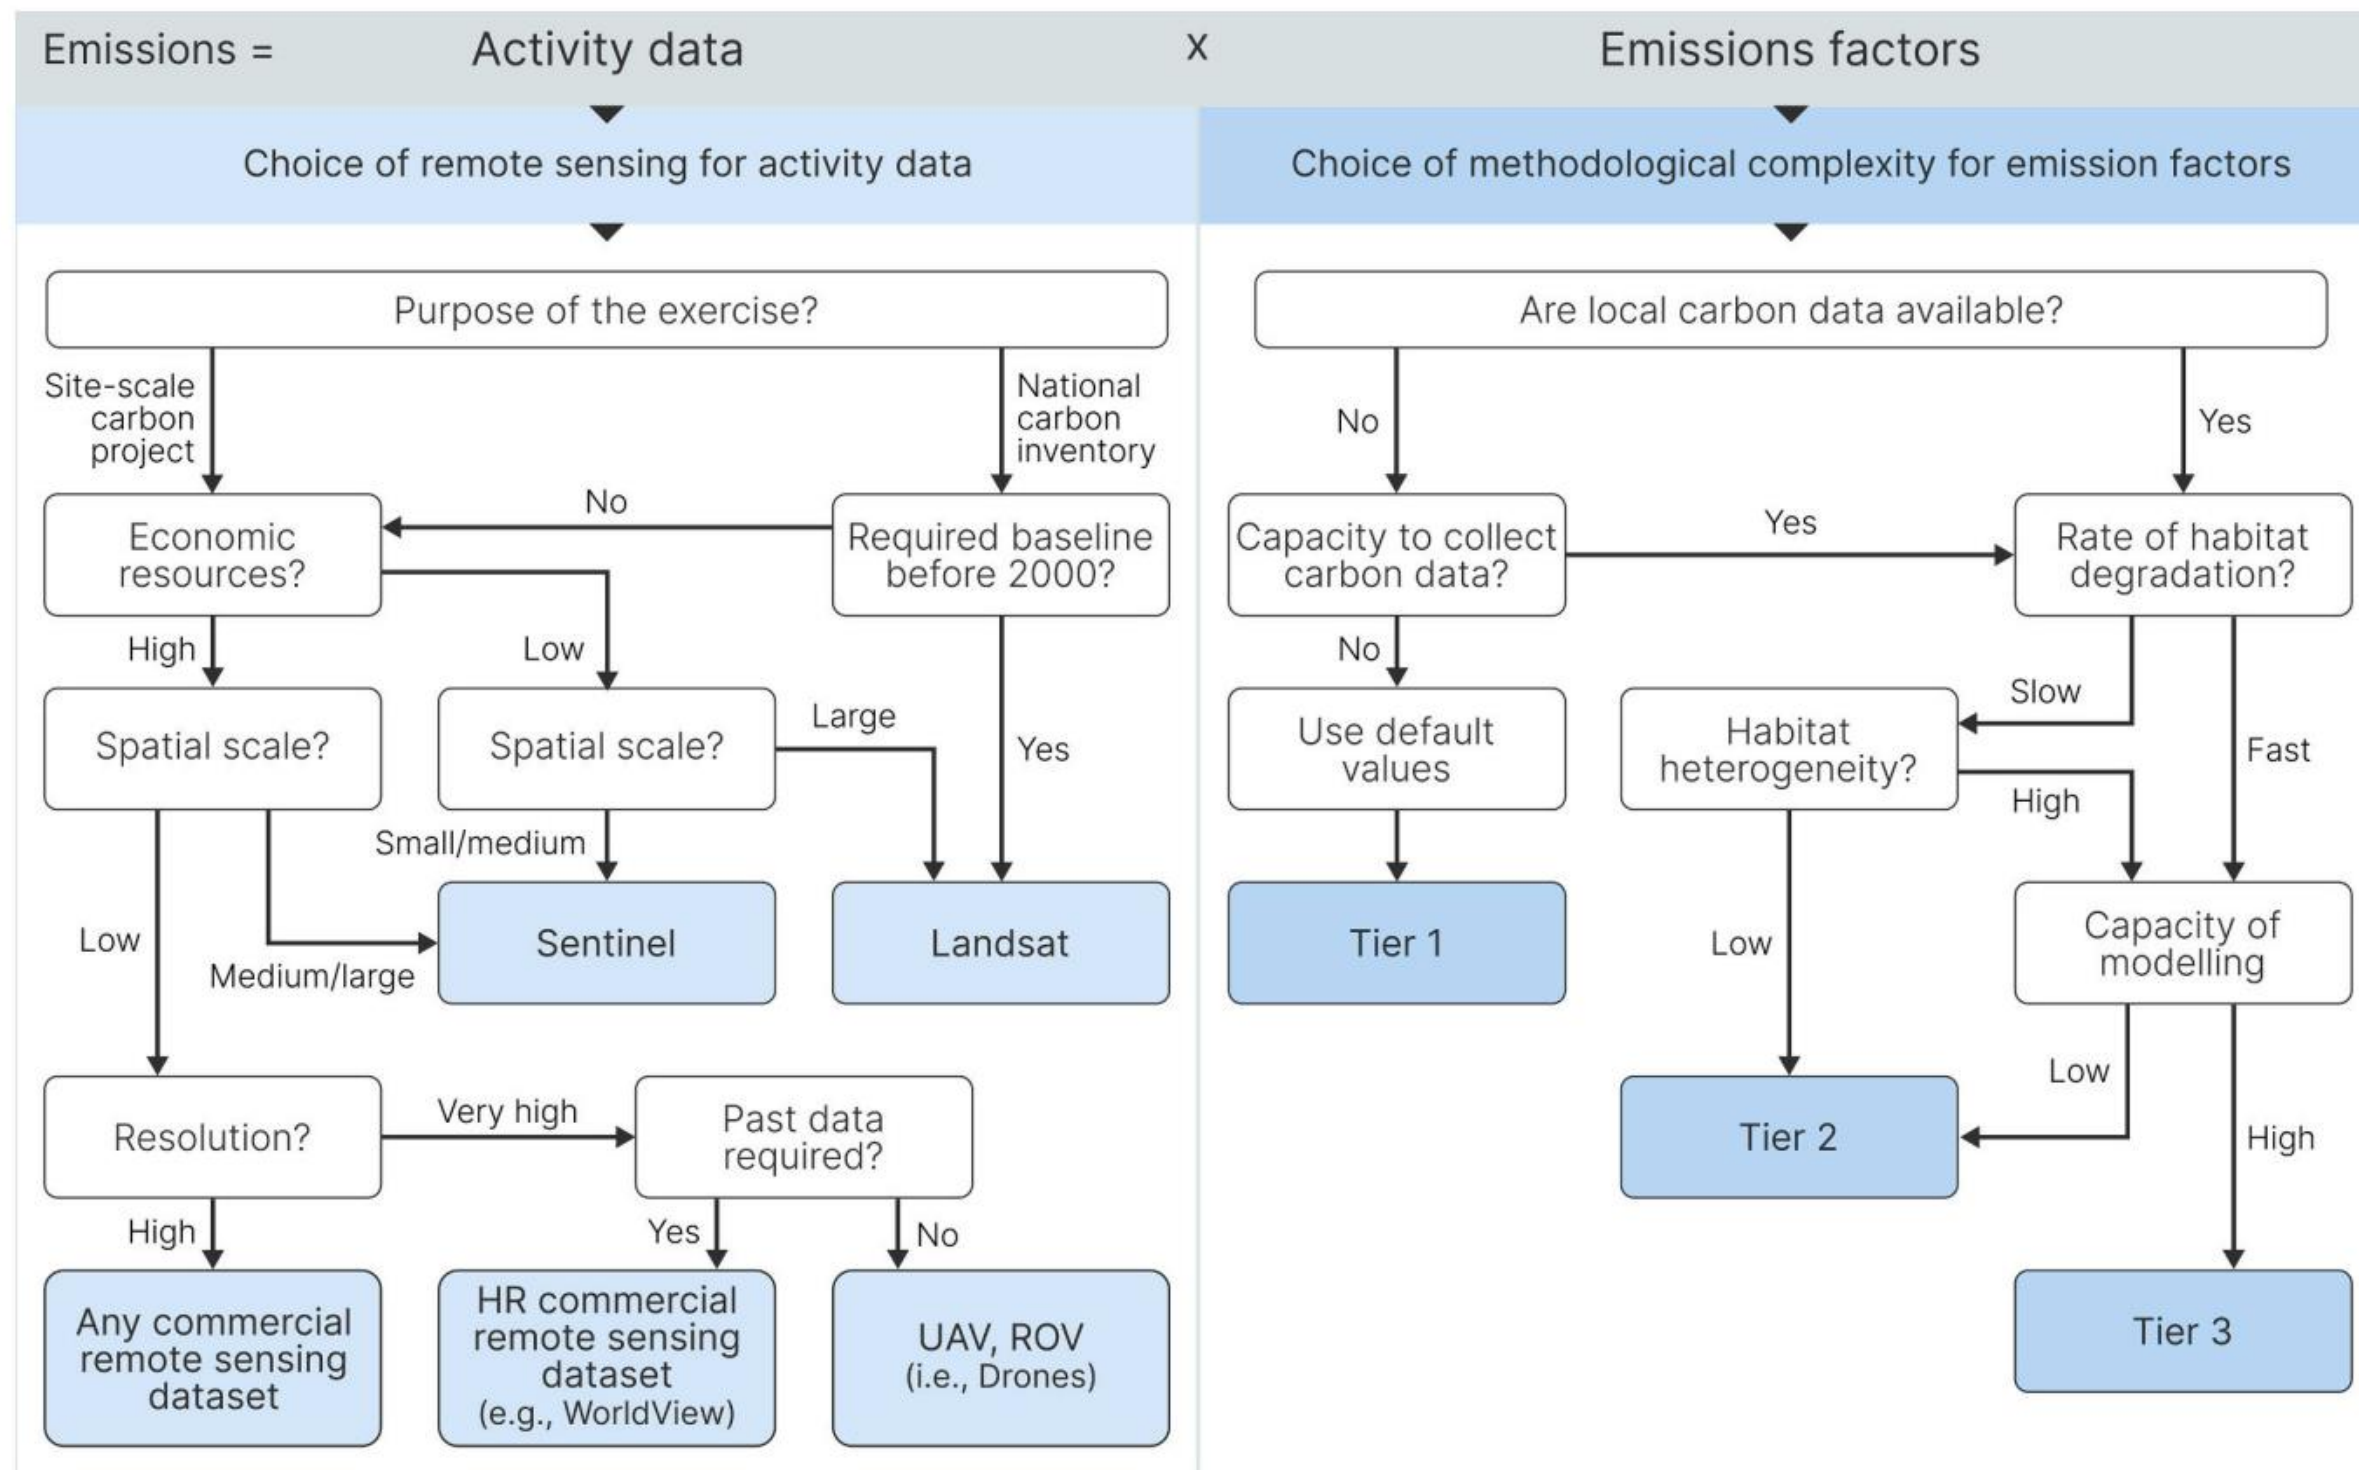 Emissions =
Activity data
x
Emissions factors
Choice of remote sensing for activity data
Choice of methodological complexity for emission factors
Purpose of the exercise?
Site-scale
carbon
project
National
carbon
inventory
Economic
resources?
No
Required baseline
before 2000?
High
Low
Spatial scale?
Spatial scale?
Large
Yes
Small/medium
Low
Medium/large
Sentinel
Landsat
Resolution?
Very high
Past data
required?
High
Yes
No
Any commercial
remote sensing
dataset
HR commercial
remote sensing
dataset
(e.g., WorldView)
UAV, ROV
(i.e., Drones)
Are local carbon data available?
No
Yes
Capacity to collect
carbon data?
Yes
Rate of habitat
degradation?
No
Slow
Fast
Use default
values
Habitat
heterogeneity?
High
Tier 1
Low
Capacity of
modelling
Low
High
Tier 2
Tier 3